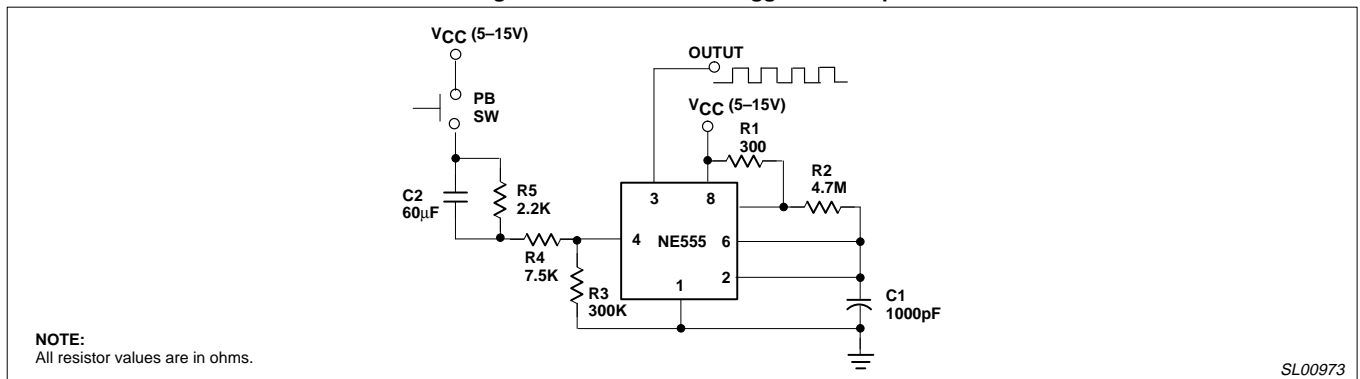 VCC (5–15V)
PB
SW
C2
60μF
R5
2.2K
R4
7.5K
R3
300K
OUTUT
VCC (5–15V)
R1
300
R2
4.7M
3
8
4
NE555
6
2
1
C1
1000pF
NOTE:
All resistor values are in ohms.
SL00973